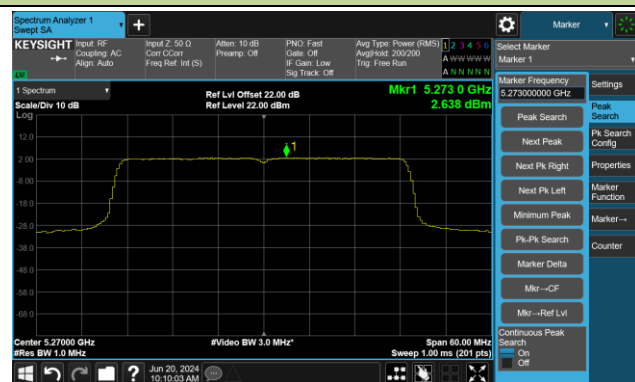 Spectrum Analyzer 1
Swept SA
+
Marker
KEYSIGHT
Input: RF
Coupling: AC
Align: Auto
Input Z: 50 Ω
Corr CCorr
Freq Ref: Int (S)
Atten: 10 dB
Preamp: Off
PNO: Fast
Gate: Off
IF Gain: Low
Sig Track: Off
Avg Type: Power (RMS)
Avg|Hold: 200/200
Trig: Free Run
1 2 3 4 5 6
A W W W W W
A N N N N N
LW
Select Marker
Marker 1
Marker Frequency
5.273000000 GHz
Settings
Peak Search
Next Peak
Next Pk Right
Next Pk Left
Minimum Peak
Pk-Pk Search
Marker Delta
Mkr→CF
Mkr→Ref Lvl
Continuous Peak
Search
On
Off
Peak
Search
Pk Search
Config
Properties
Marker
Function
Marker→
Counter
1 Spectrum
Scale/Div 10 dB
Log
Ref Lvl Offset 22.00 dB
Ref Level 22.00 dBm
Mkr1 5.273 0 GHz
2.638 dBm
1
12.0
2.00
-8.00
-18.0
-28.0
-38.0
-48.0
-58.0
-68.0
Center 5.27000 GHz
#Res BW 1.0 MHz
#Video BW 3.0 MHz*
Span 60.00 MHz
Sweep 1.00 ms (201 pts)
?
Jun 20, 2024
10:10:03 AM